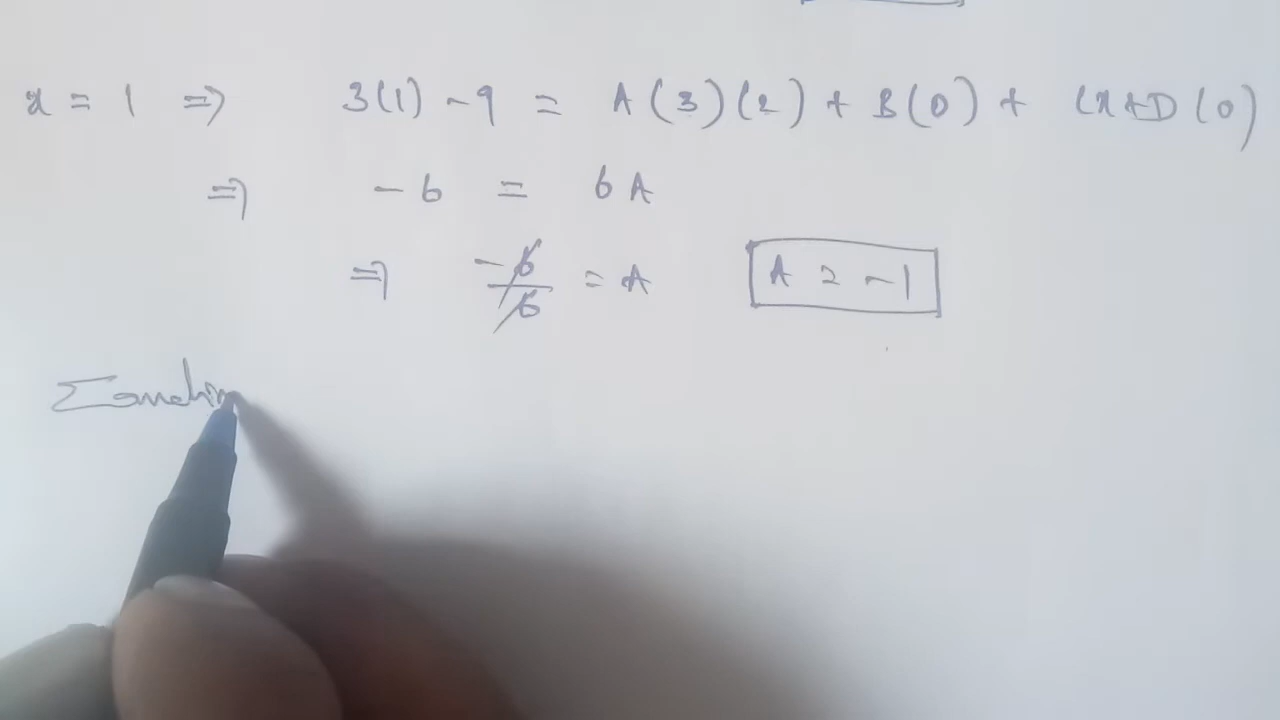 x = 1 ⇒ 3(1) - 9 = A(3)(2) + B(0) + Cx+D(0)
⇒ -6 = 6A
⇒ -6/6 = A A = -1